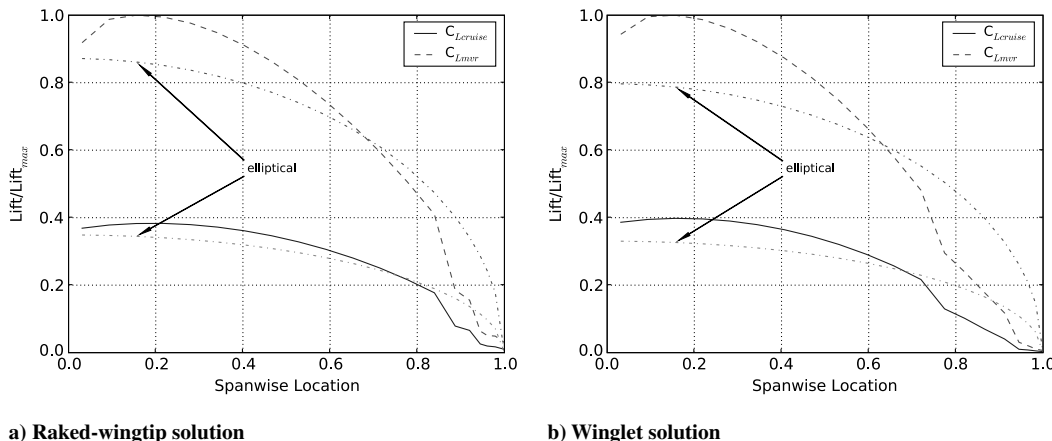 1.0
0.8
0.6
0.4
0.2
0.0
Lift/Lift_max
0.0 0.2 0.4 0.6 0.8 1.0
Spanwise Location
C_Lcruise
C_Lmvr
elliptical
a) Raked-wingtip solution
1.0
0.8
0.6
0.4
0.2
0.0
Lift/Lift_max
0.0 0.2 0.4 0.6 0.8 1.0
Spanwise Location
C_Lcruise
C_Lmvr
elliptical
b) Winglet solution